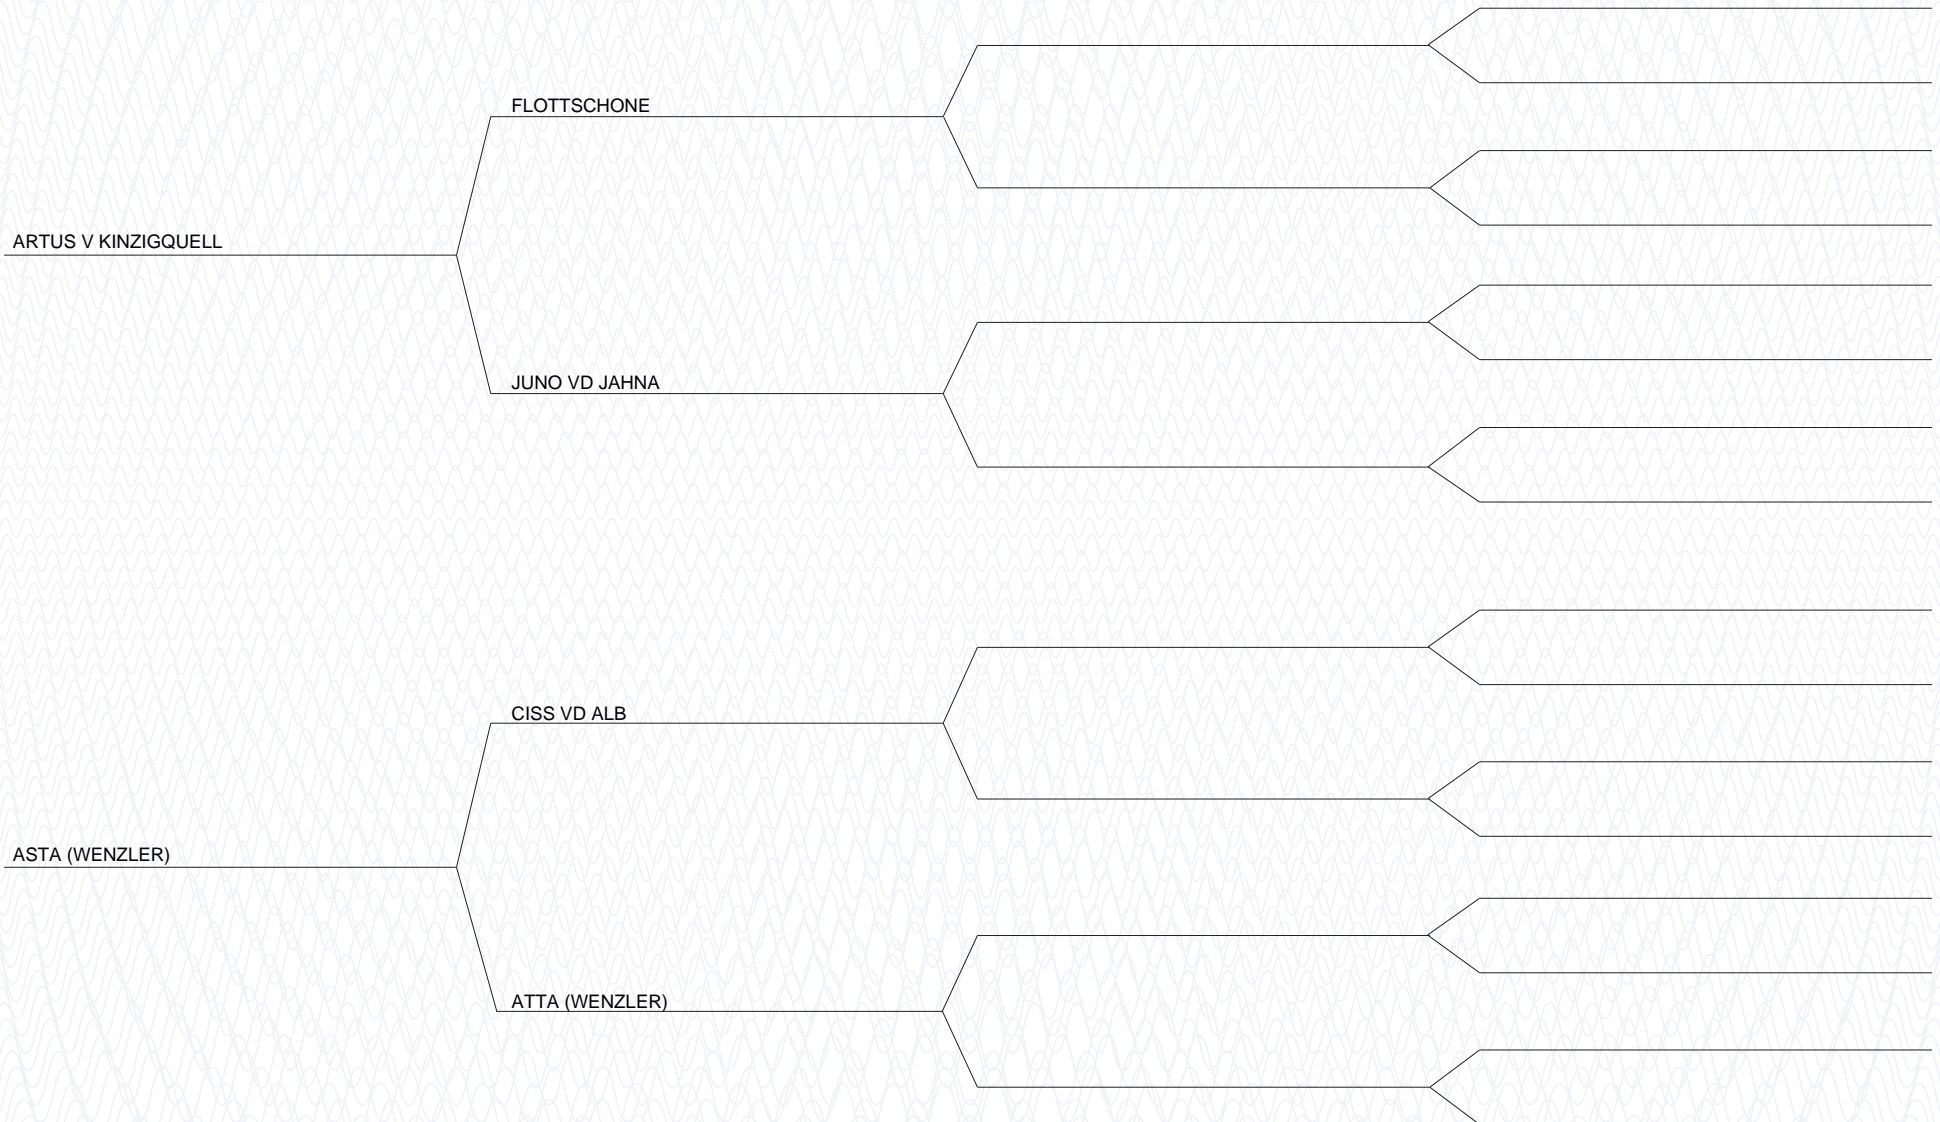 FLOTTSCHONE
ARTUS V KINZIGQUELL
JUNO VD JAHNA
CISS VD ALB
ASTA (WENZLER)
ATTA (WENZLER)